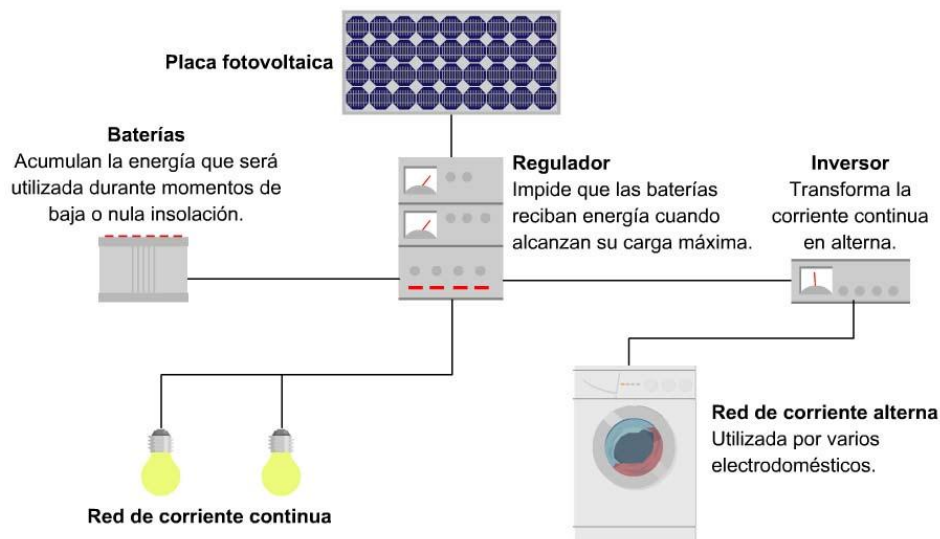 Placa fotovoltaica
Baterías
Acumulan la energía que será
utilizada durante momentos de
baja o nula insolación.
Regulador
Impide que las baterías
reciban energía cuando
alcanzan su carga máxima.
Inversor
Transforma la
corriente continua
en alterna.
Red de corriente alterna
Utilizada por varios
electrodomésticos.
Red de corriente continua